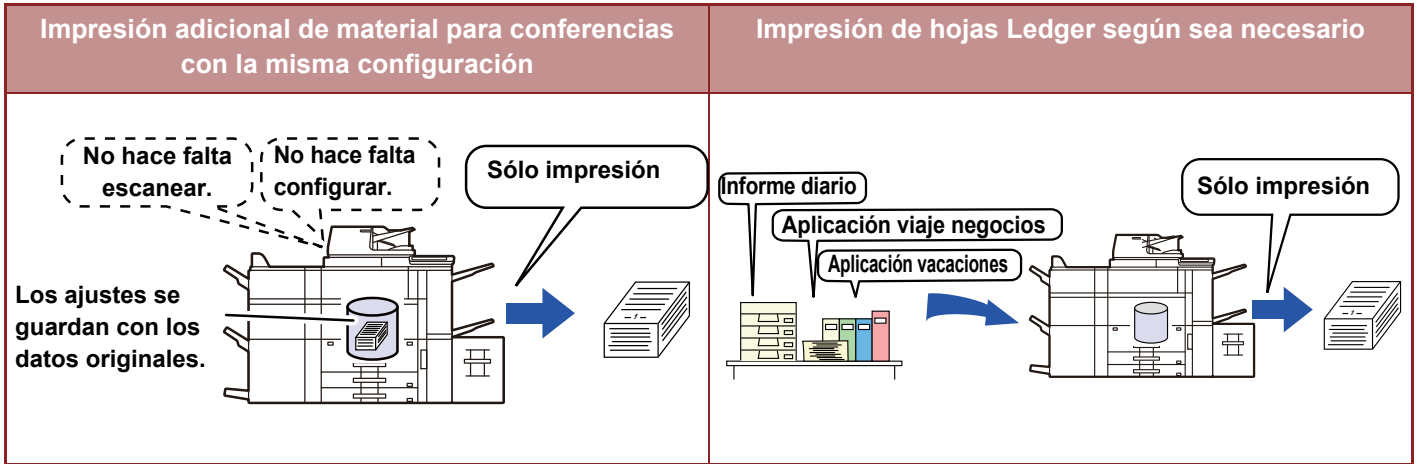 Impresión adicional de material para conferencias
con la misma configuración
No hace falta
escanear.
No hace falta
configurar.
Sólo impresión
Los ajustes se
guardan con los
datos originales.
- 1 -
Impresión de hojas Ledger según sea necesario
Informe diario
Aplicación viaje negocios
Aplicación vacaciones
Sólo impresión
- 1 -